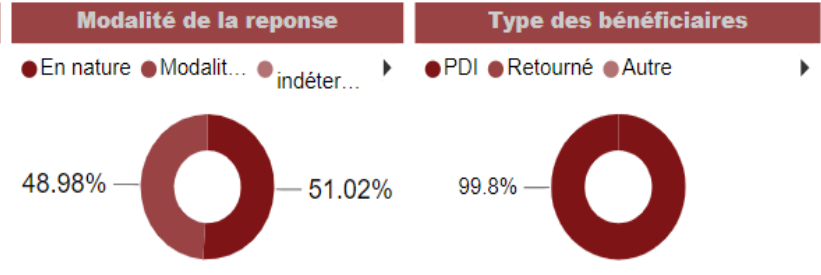 Modalité de la reponse
En nature Modalit... indéter...
48.98%
51.02%
Type des bénéficiaires
PDI Retourné Autre
99.8%